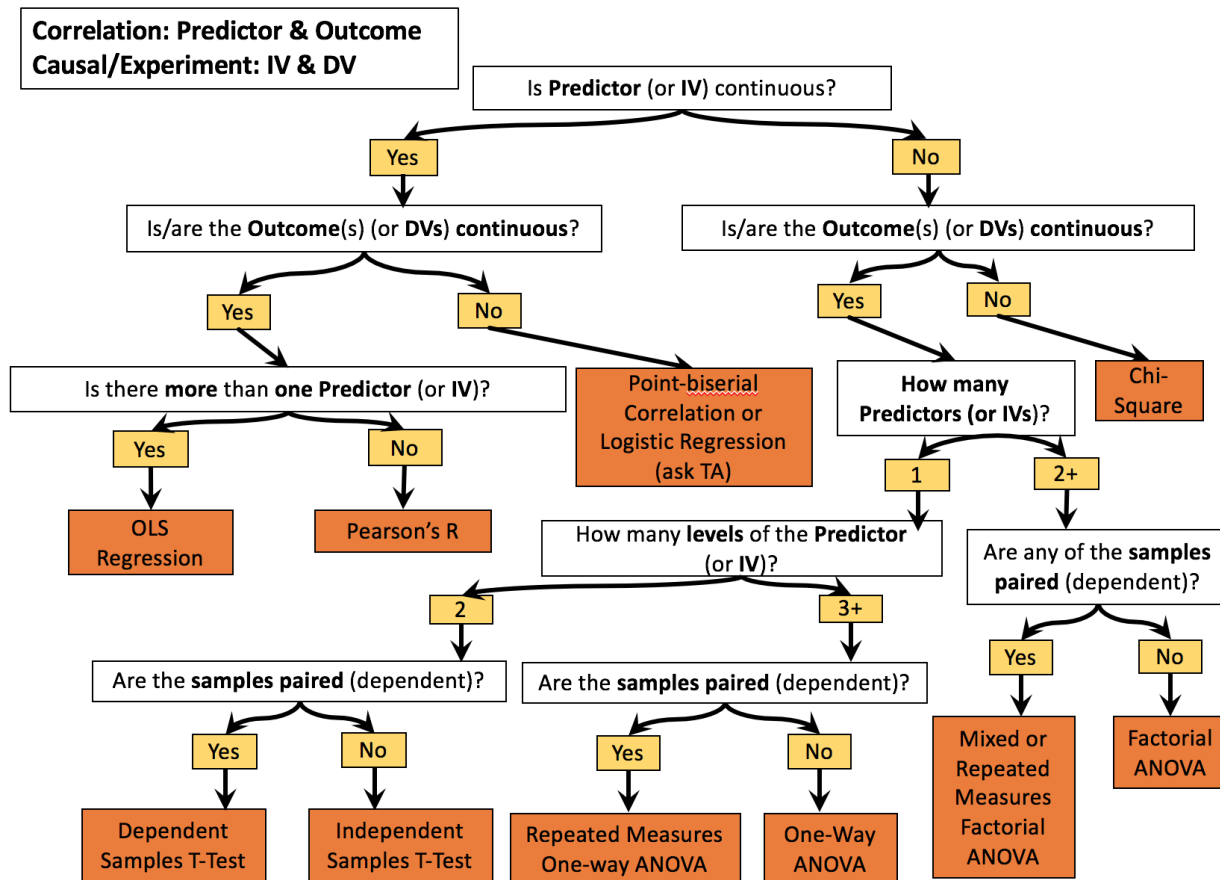 Correlation: Predictor & Outcome
Causal/Experiment: IV & DV
Is Predictor (or IV) continuous?
Yes
No
Is/are the Outcome(s) (or DVs) continuous?
Is/are the Outcome(s) (or DVs) continuous?
Yes
No
Yes
No
Is there more than one Predictor (or IV)?
Point-biserial
Correlation or
Logistic Regression
(ask TA)
How many
Predictors (or IVs)?
Chi-
Square
Yes
No
1
2+
OLS
Regression
Pearson's R
How many levels of the Predictor
(or IV)?
Are any of the samples
paired (dependent)?
2
3+
Yes
No
Are the samples paired (dependent)?
Are the samples paired (dependent)?
Yes
No
Yes
No
Mixed or
Repeated
Measures
Factorial
ANOVA
Factorial
ANOVA
Dependent
Samples T-Test
Independent
Samples T-Test
Repeated Measures
One-way ANOVA
One-Way
ANOVA